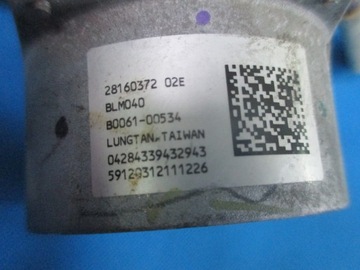 28160372 02E
BLM040
B0061-00534
LUNGTAN,TAIWAN
04284339432943
59120312111226